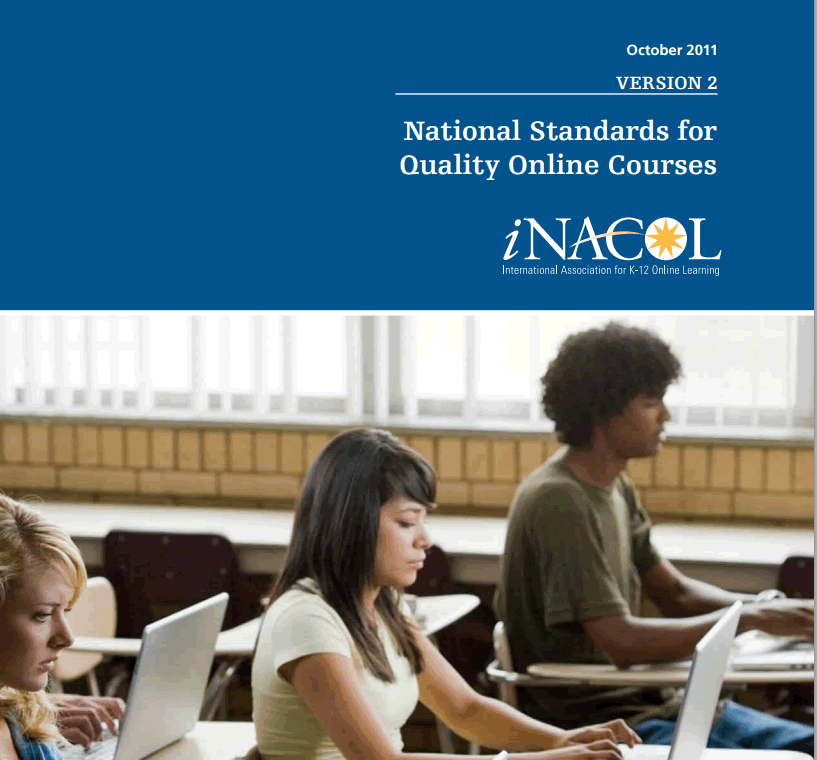 October 2011
VERSION 2
National Standards for
Quality Online Courses
iNACOL
International Association for K-12 Online Learning